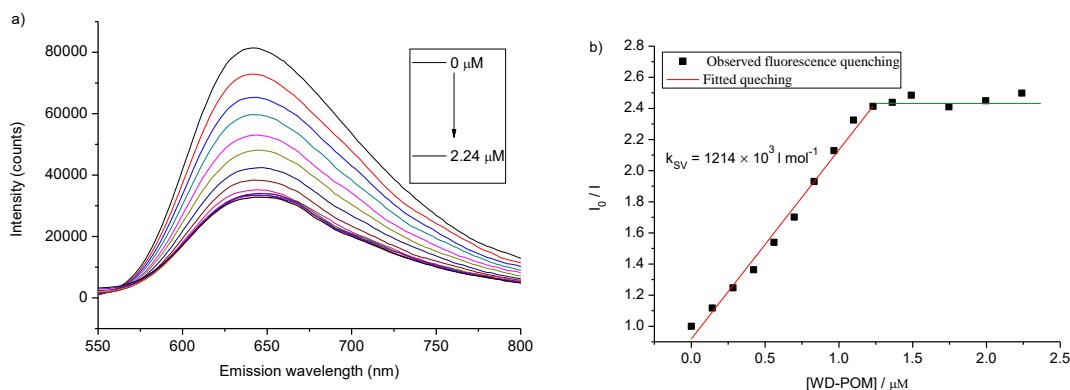 a)
Intensity (counts)
80000
60000
40000
20000
0
0 μM
2.24 μM
550
600
650
700
750
800
Emission wavelength (nm)
b)
I0 / I
2.8
2.6
2.4
2.2
2.0
1.8
1.6
1.4
1.2
1.0
Observed fluorescence quenching
Fitted queching
kSV = 1214 × 10³ l mol⁻¹
0.0
0.5
1.0
1.5
2.0
2.5
[WD-POM] / μM